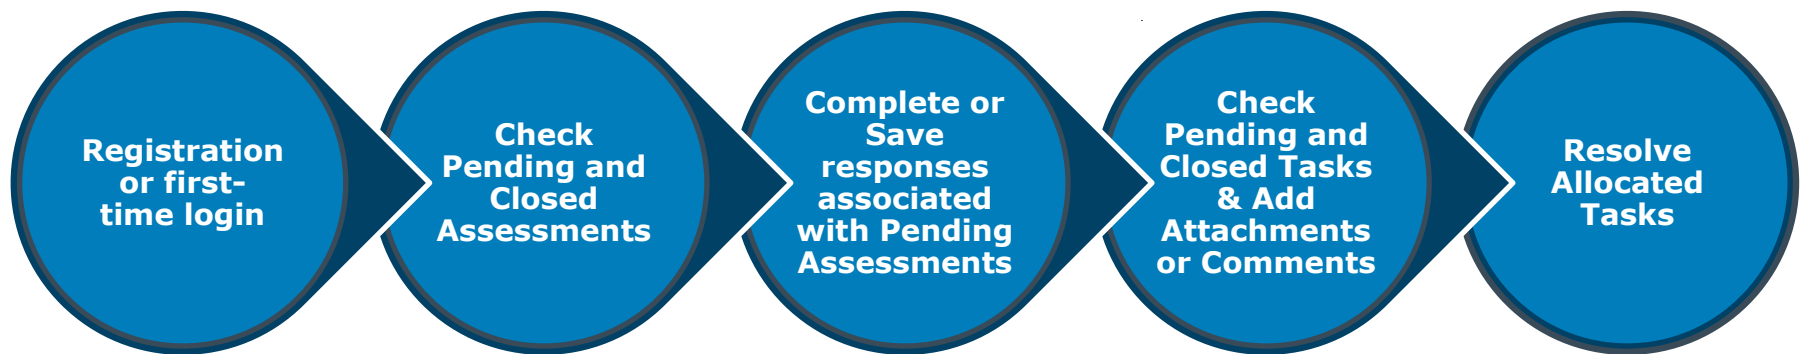 Registration
or first-
time login
Check
Pending and
Closed
Assessments
Complete or
Save
responses
associated
with Pending
Assessments
Check
Pending and
Closed Tasks
& Add
Attachments
or Comments
Resolve
Allocated
Tasks